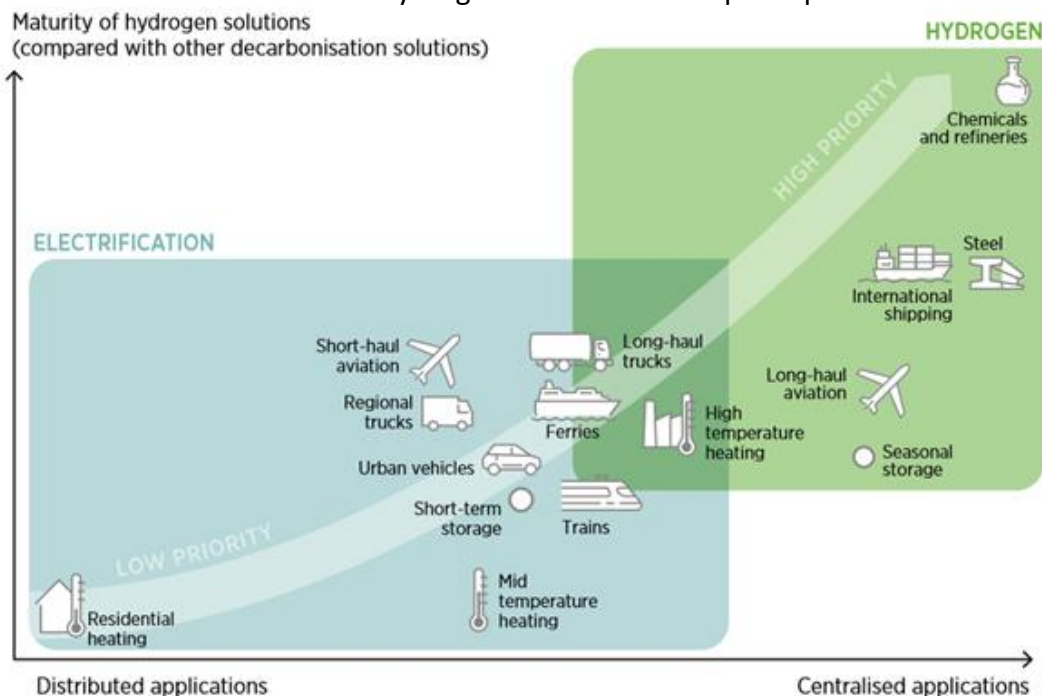 Maturity of hydrogen solutions
(compared with other decarbonisation solutions)
HYDROGEN
HIGH PRIORITY
Chemicals
and refineries
ELECTRIFICATION
Steel
International
shipping
Short-haul
aviation
Long-haul
trucks
Long-haul
aviation
Regional
trucks
Ferries
High
temperature
heating
Urban vehicles
Seasonal
storage
Short-term
storage
Trains
LOW PRIORITY
Mid
temperature
heating
Residential
heating
Distributed applications
Centralised applications